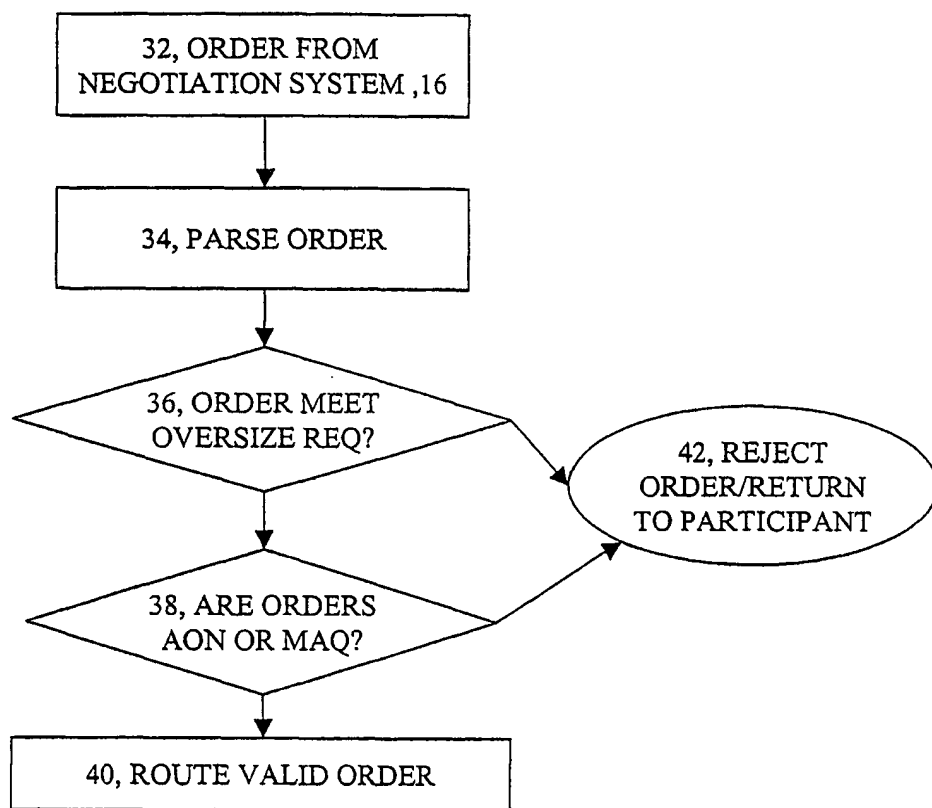 32, ORDER FROM
NEGOTIATION SYSTEM ,16
34, PARSE ORDER
36, ORDER MEET
OVERSIZE REQ?
42, REJECT
ORDER/RETURN
TO PARTICIPANT
38, ARE ORDERS
AON OR MAQ?
40, ROUTE VALID ORDER